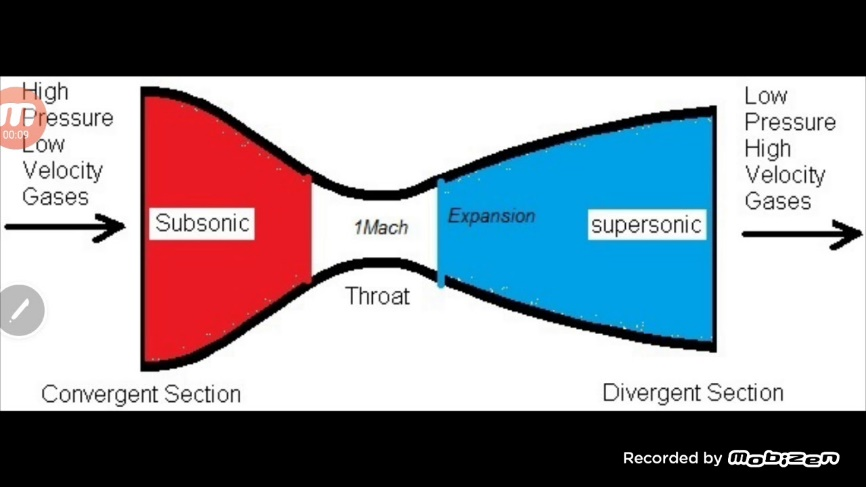 High
Pressure
Low
Velocity
Gases
00:09
Subsonic
1Mach
Expansion
supersonic
Low
Pressure
High
Velocity
Gases
Throat
Convergent Section
Divergent Section
Recorded by mobizen